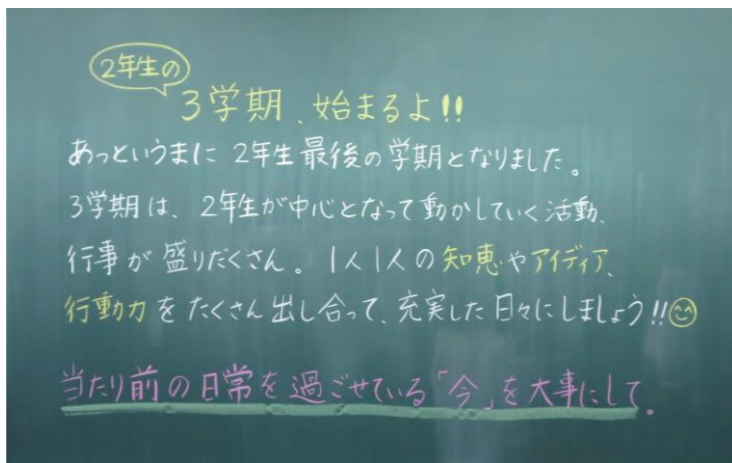 2年生の
3学期、始まるよ!!
あっというまに 2年生最後の学期となりました。
3学期は、2年生が中心となって動かしていく活動、
行事が盛りだくさん。1人1人の知恵やアイディア、
行動力をたくさん出し合って、充実した日々にしましょう!!😊
当たり前の日常を過ごせている「今」を大事にして。